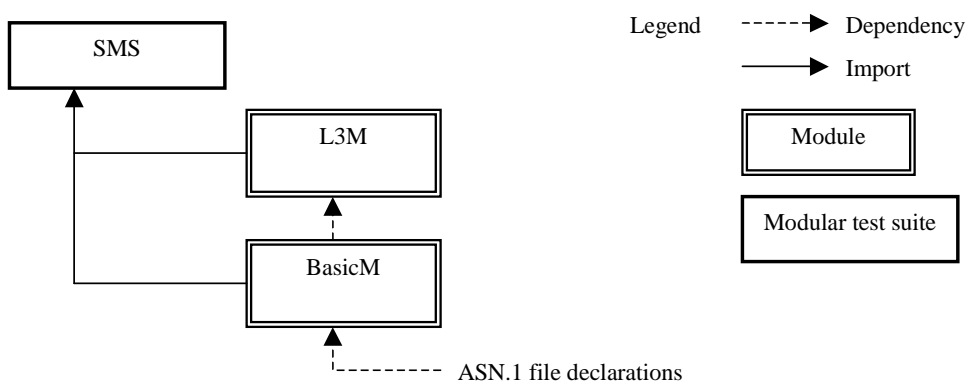 Legend
Dependency
SMS
Import
L3M
Module
Modular test suite
BasicM
ASN.1 file declarations